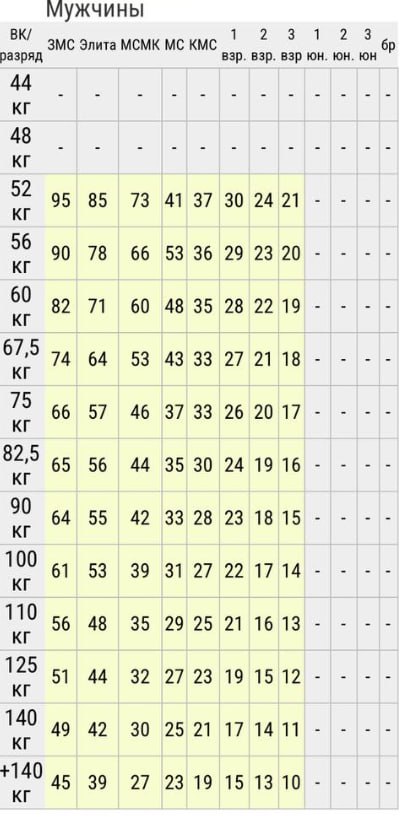 Мужчины
ВК/разряд ЗМС Элита МСМК МС КМС 1 взр. 2 взр. 3 взр 1 юн. 2 юн. 3 юн бр
44 кг - - - - - - - - - - - -
48 кг - - - - - - - - - - - -
52 кг 95 85 73 41 37 30 24 21 - - - -
56 кг 90 78 66 53 36 29 23 20 - - - -
60 кг 82 71 60 48 35 28 22 19 - - - -
67,5 кг 74 64 53 43 33 27 21 18 - - - -
75 кг 66 57 46 37 33 26 20 17 - - - -
82,5 кг 65 56 44 35 30 24 19 16 - - - -
90 кг 64 55 42 33 28 23 18 15 - - - -
100 кг 61 53 39 31 27 22 17 14 - - - -
110 кг 56 48 35 29 25 21 16 13 - - - -
125 кг 51 44 32 27 23 19 15 12 - - - -
140 кг 49 42 30 25 21 17 14 11 - - - -
+140 кг 45 39 27 23 19 15 13 10 - - - -